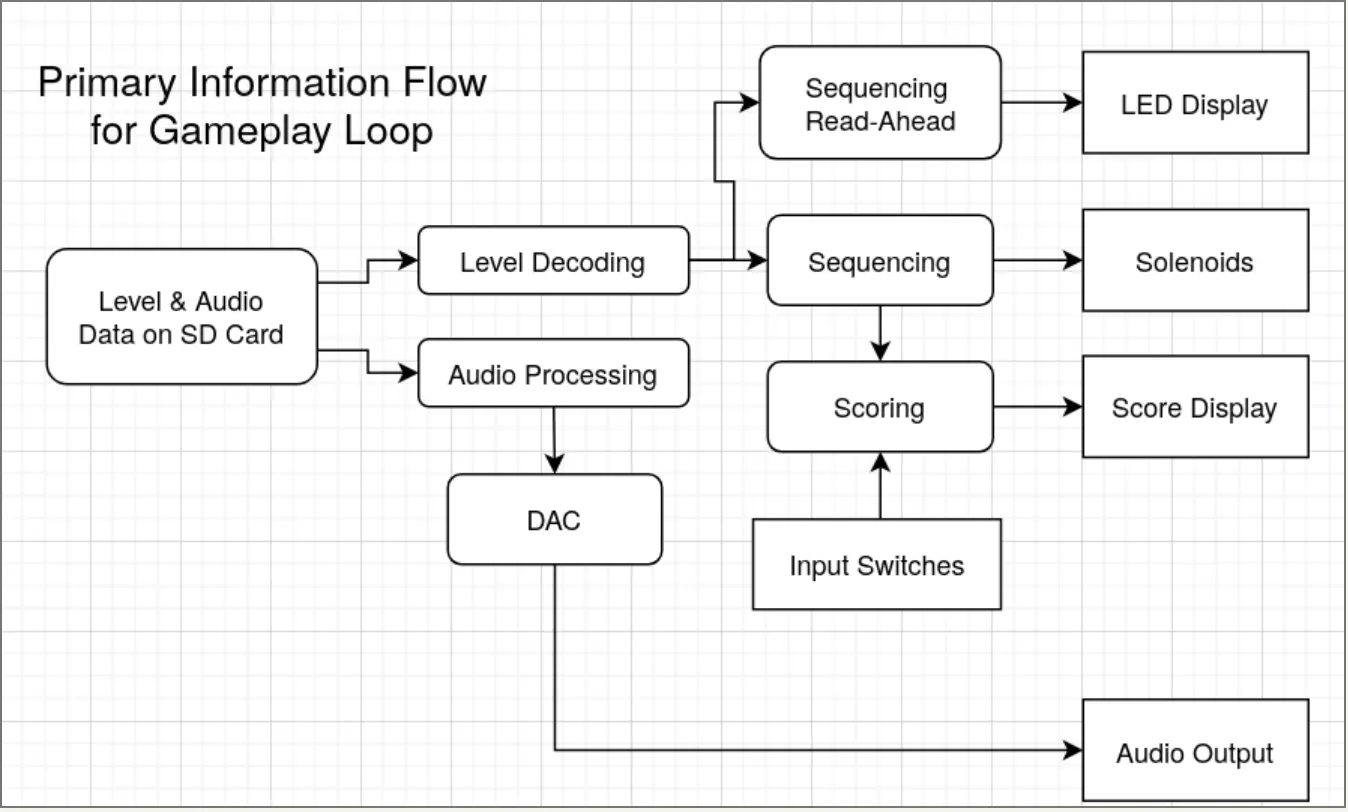 Primary Information Flow
for Gameplay Loop
Sequencing
Read-Ahead
LED Display
Level & Audio
Data on SD Card
Level Decoding
Sequencing
Solenoids
Audio Processing
Scoring
Score Display
DAC
Input Switches
Audio Output